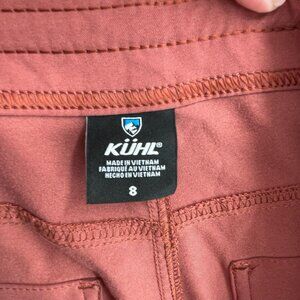 KÜHL®
MADE IN VIETNAM
FABRIQUÉ AU VIETNAM
HECHO EN VIETNAM
8